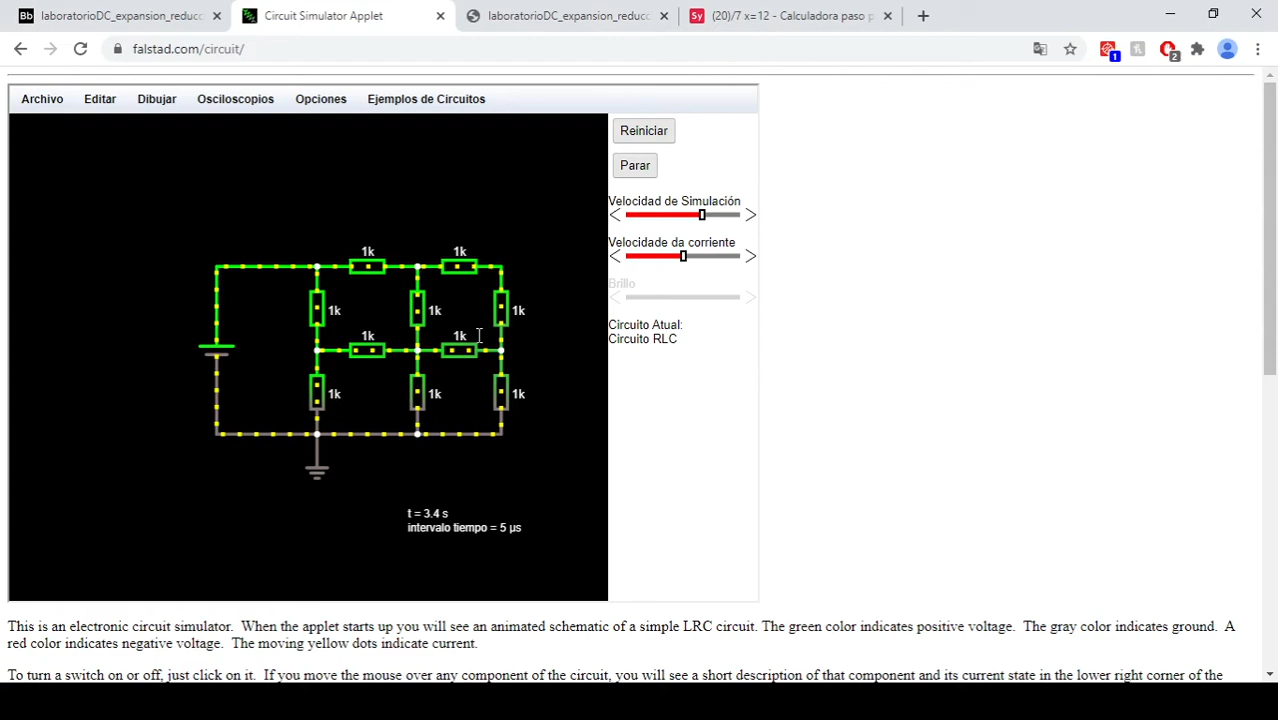 laboratorioDC_expansion_reducc
Circuit Simulator Applet
laboratorioDC_expansion_reducc
(20)/7 x=12 - Calculadora paso p
falstad.com/circuit/
Archivo Editar Dibujar Osciloscopios Opciones Ejemplos de Circuitos
Reiniciar
Parar
Velocidad de Simulación
Velocidade da corriente
Brillo
Circuito Atual:
Circuito RLC
1k 1k
1k 1k 1k
1k 1k
1k 1k 1k
t = 3.4 s
intervalo tiempo = 5 µs
This is an electronic circuit simulator. When the applet starts up you will see an animated schematic of a simple LRC circuit. The green color indicates positive voltage. The gray color indicates ground. A
red color indicates negative voltage. The moving yellow dots indicate current.
To turn a switch on or off, just click on it. If you move the mouse over any component of the circuit, you will see a short description of that component and its current state in the lower right corner of the